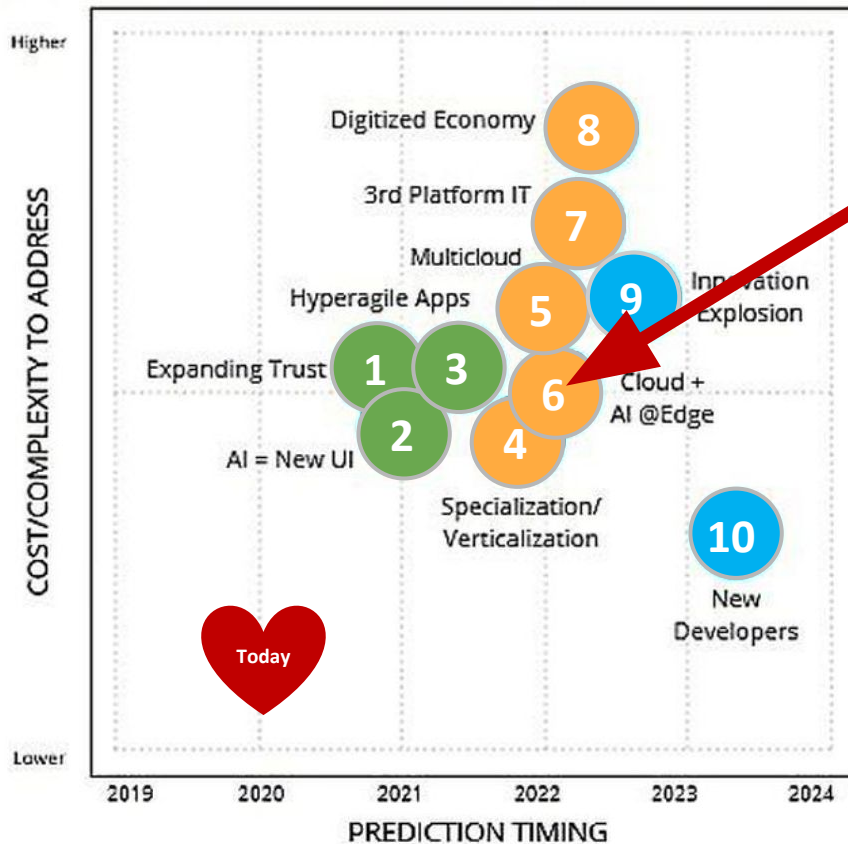 Higher
Digitized Economy
8
3rd Platform IT
7
Multicloud
Hyperagile Apps
5
9
Innovation
Explosion
Expanding Trust
1
3
6
Cloud +
AI @Edge
2
4
AI = New UI
Specialization/
Verticalization
10
New
Developers
Today
COST/COMPLEXITY TO ADDRESS
Lower
2019
2020
2021
2022
2023
2024
PREDICTION TIMING